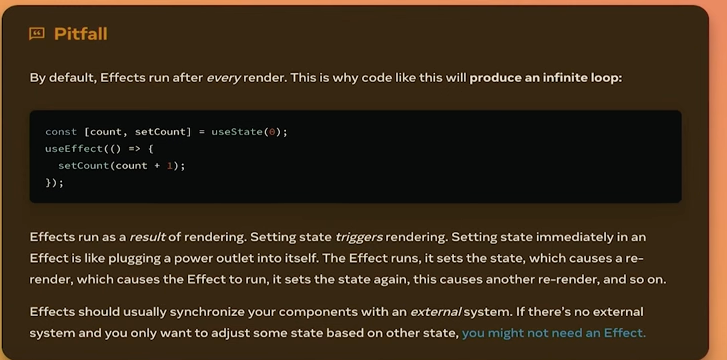 Pitfall
By default, Effects run after every render. This is why code like this will produce an infinite loop:
const [count, setCount] = useState(0);
useEffect(() => {
  setCount(count + 1);
});
Effects run as a result of rendering. Setting state triggers rendering. Setting state immediately in an
Effect is like plugging a power outlet into itself. The Effect runs, it sets the state, which causes a re-
render, which causes the Effect to run, it sets the state again, this causes another re-render, and so on.
Effects should usually synchronize your components with an external system. If there's no external
system and you only want to adjust some state based on other state, you might not need an Effect.